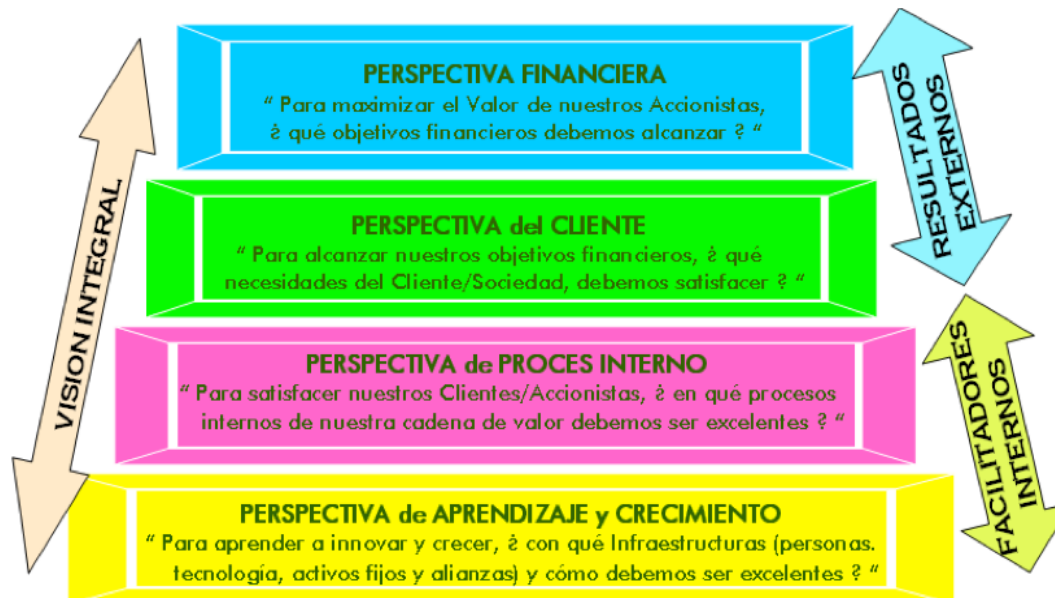 VISION INTEGRAL
PERSPECTIVA FINANCIERA
“ Para maximizar el Valor de nuestros Accionistas,
¿ qué objetivos financieros debemos alcanzar ? “
PERSPECTIVA del CLIENTE
“ Para alcanzar nuestros objetivos financieros, ¿ qué
necesidades del Cliente/Sociedad, debemos satisfacer ? “
PERSPECTIVA de PROCES INTERNO
“ Para satisfacer nuestros Clientes/Accionistas, ¿ en qué procesos
internos de nuestra cadena de valor debemos ser excelentes ? “
PERSPECTIVA de APRENDIZAJE y CRECIMIENTO
“ Para aprender a innovar y crecer, ¿ con qué Infraestructuras (personas.
tecnología, activos fijos y alianzas) y cómo debemos ser excelentes ? “
RESULTADOS
EXTERNOS
FACILITADORES
INTERNOS